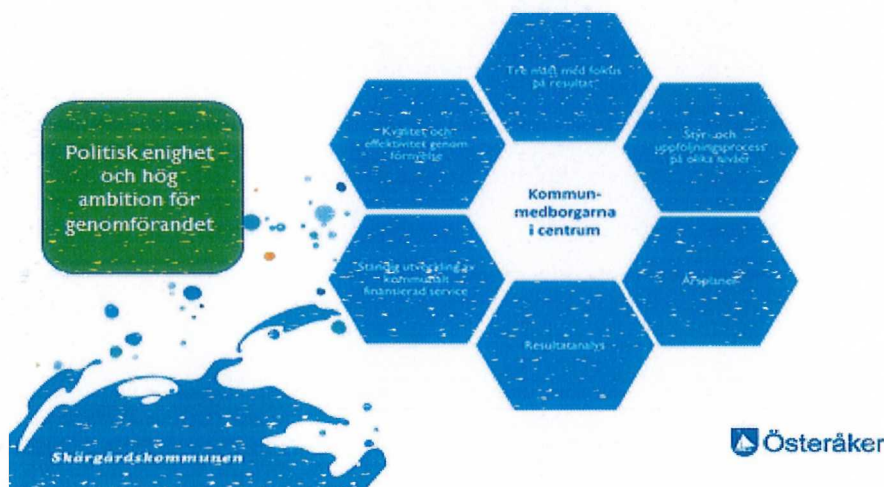 Politisk enighet
och hög
ambition för
genomförandet
Tre mått med fokus
på resultat
Kvalitet och
effektivitet genom
förnyelse
Styr- och
uppföljningsprocess
på olika nivåer
Kommun-
medborgarna
i centrum
Ständig utveckling av
kommunalt
finansierad service
Årsplaner
Resultatanalys
Skärgårdskommunen
Österåker